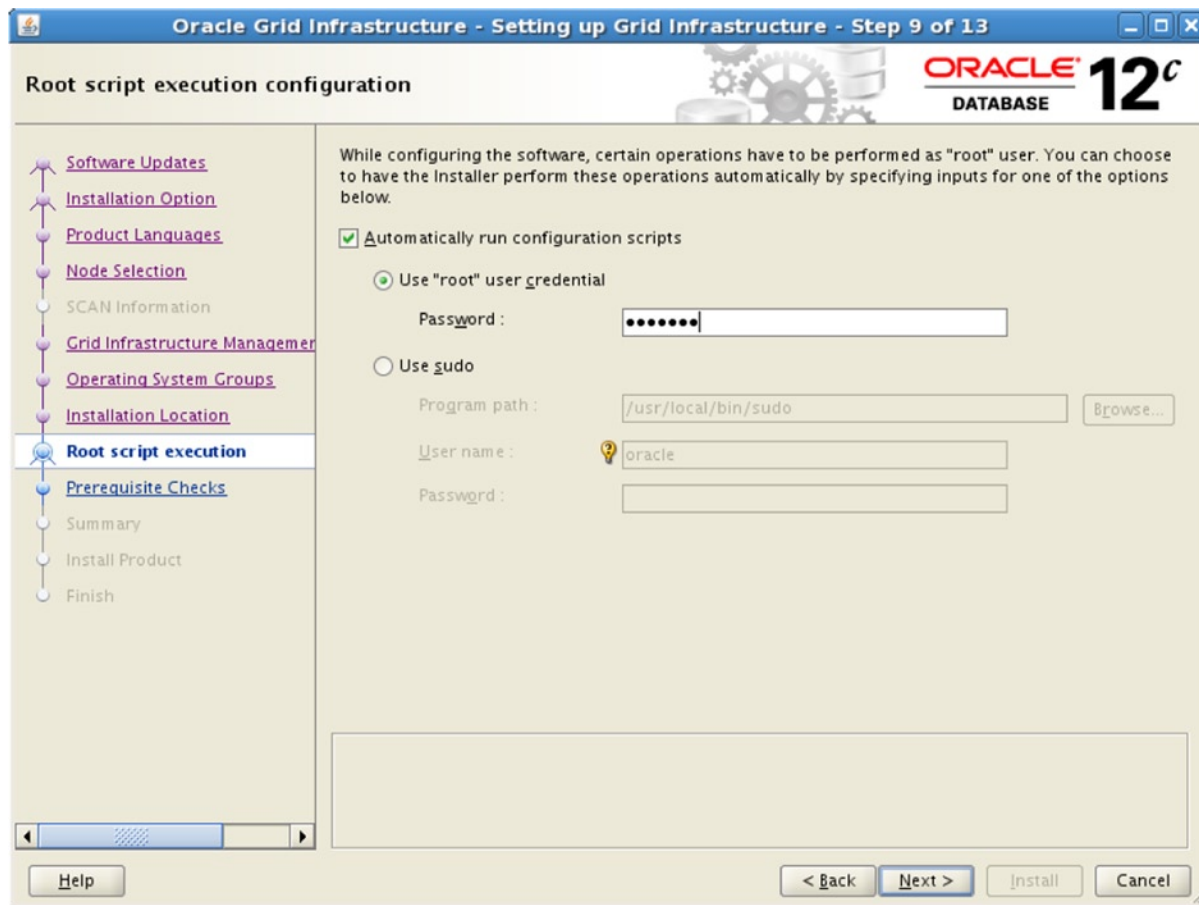 Oracle Grid Infrastructure - Setting up Grid Infrastructure - Step 9 of 13
Root script execution configuration
ORACLE®
DATABASE
12c
Software Updates
Installation Option
Product Languages
Node Selection
SCAN Information
Grid Infrastructure Managemer
Operating System Groups
Installation Location
Root script execution
Prerequisite Checks
Summary
Install Product
Finish
While configuring the software, certain operations have to be performed as "root" user. You can choose
to have the Installer perform these operations automatically by specifying inputs for one of the options
below.
Automatically run configuration scripts
Use "root" user credential
Password :
•••••••
Use sudo
Program path :
/usr/local/bin/sudo
Browse...
User name :
oracle
Password :
Help
< Back
Next >
Install
Cancel